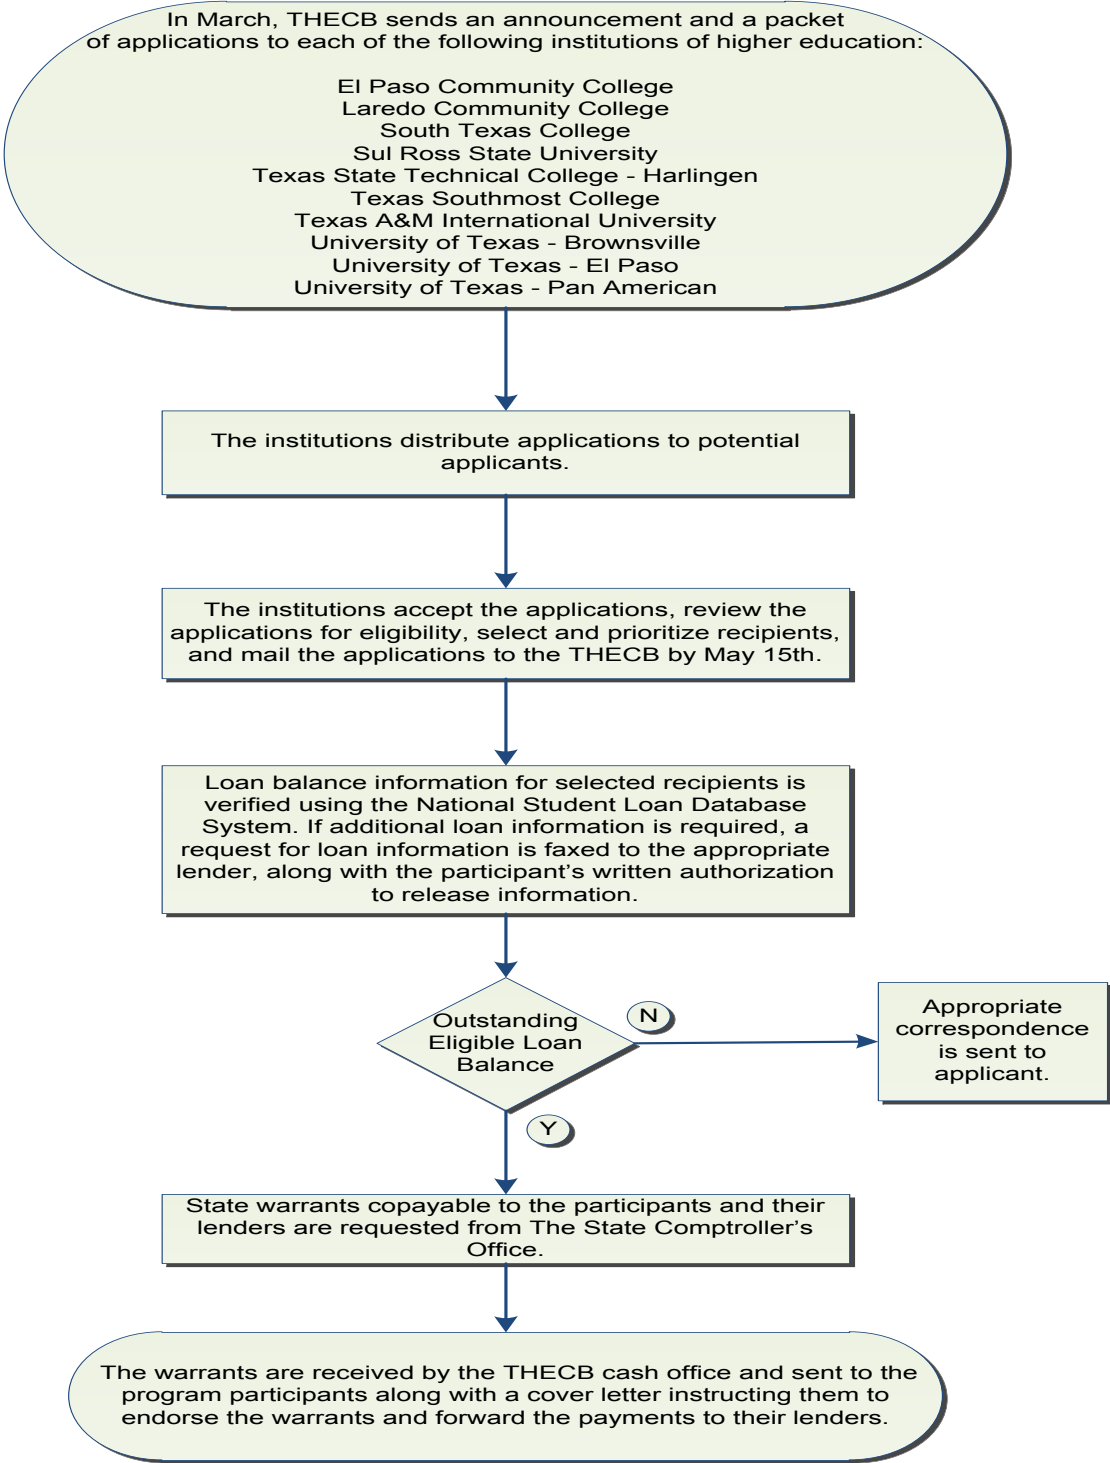 In March, THECB sends an announcement and a packet
of applications to each of the following institutions of higher education:
El Paso Community College
Laredo Community College
South Texas College
Sul Ross State University
Texas State Technical College - Harlingen
Texas Southmost College
Texas A&M International University
University of Texas - Brownsville
University of Texas - El Paso
University of Texas - Pan American
The institutions distribute applications to potential
applicants.
The institutions accept the applications, review the
applications for eligibility, select and prioritize recipients,
and mail the applications to the THECB by May 15th.
Loan balance information for selected recipients is
verified using the National Student Loan Database
System. If additional loan information is required, a
request for loan information is faxed to the appropriate
lender, along with the participant's written authorization
to release information.
Outstanding
Eligible Loan
Balance
N
Appropriate
correspondence
is sent to
applicant.
Y
State warrants copayable to the participants and their
lenders are requested from The State Comptroller's
Office.
The warrants are received by the THECB cash office and sent to the
program participants along with a cover letter instructing them to
endorse the warrants and forward the payments to their lenders.